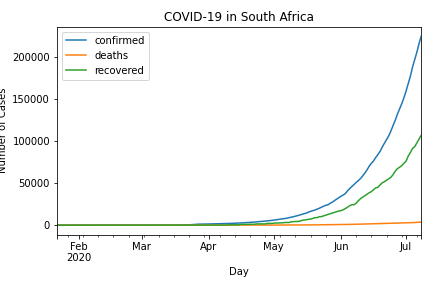 COVID-19 in South Africa
confirmed
deaths
recovered
200000
150000
100000
50000
0
Number of Cases
Feb Mar Apr May Jun Jul
2020
Day